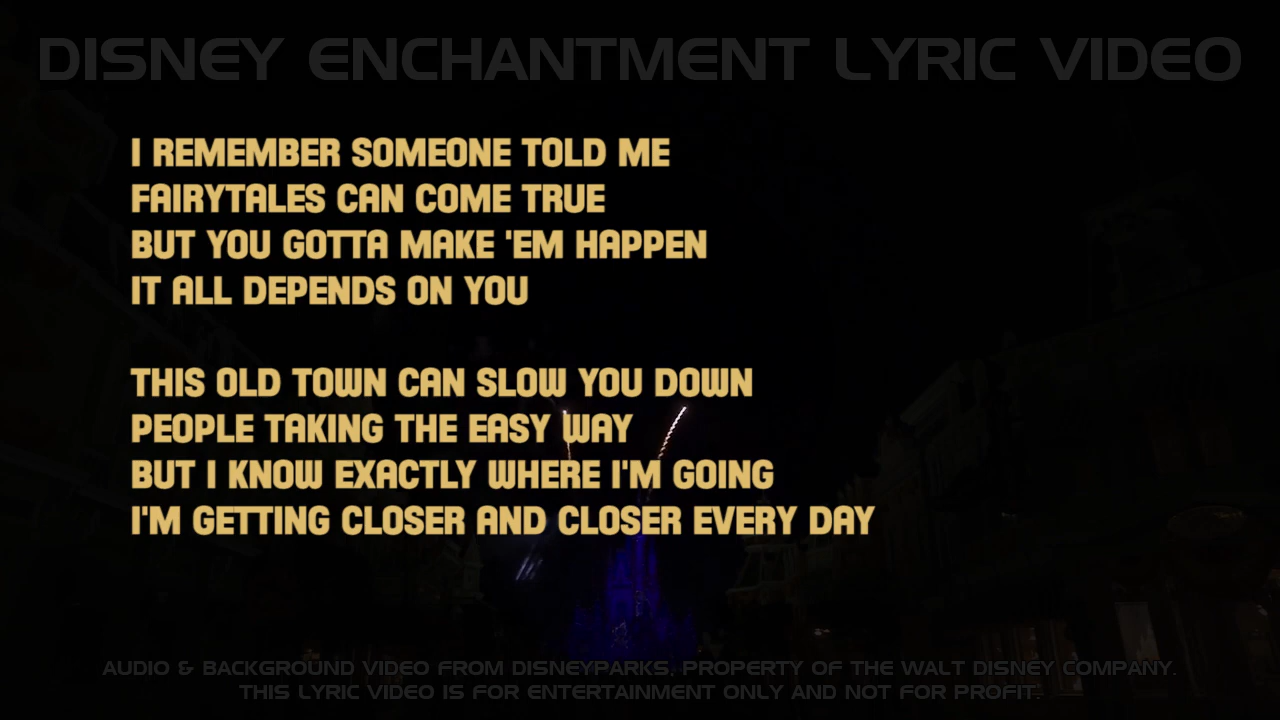 DISNEY ENCHANTMENT LYRIC VIDEO
I REMEMBER SOMEONE TOLD ME
FAIRYTALES CAN COME TRUE
BUT YOU GOTTA MAKE 'EM HAPPEN
IT ALL DEPENDS ON YOU
THIS OLD TOWN CAN SLOW YOU DOWN
PEOPLE TAKING THE EASY WAY
BUT I KNOW EXACTLY WHERE I'M GOING
I'M GETTING CLOSER AND CLOSER EVERY DAY
AUDIO & BACKGROUND VIDEO FROM DISNEYPARKS, PROPERTY OF THE WALT DISNEY COMPANY.
THIS LYRIC VIDEO IS FOR ENTERTAINMENT ONLY AND NOT FOR PROFIT.